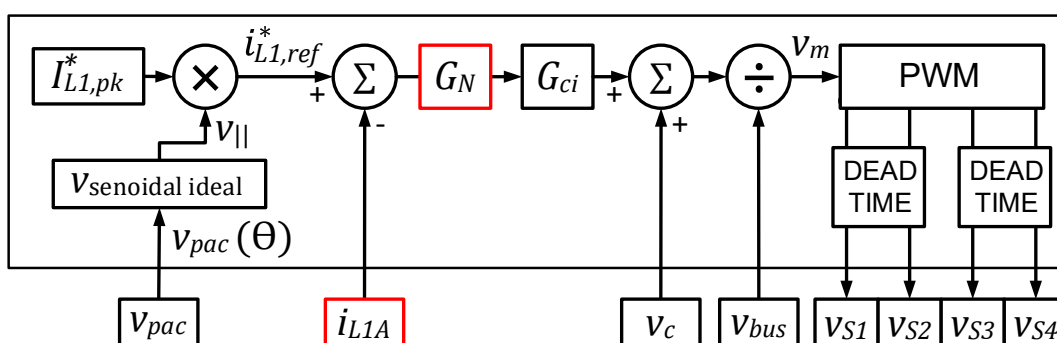 I*L1,pk
×
i*L1,ref
+
Σ
-
GN
Gci
+
Σ
+
÷
vm
PWM
v||
vsenoidal ideal
vpac (Θ)
DEAD TIME
DEAD TIME
vpac
iL1A
vc
vbus
vS1
vS2
vS3
vS4